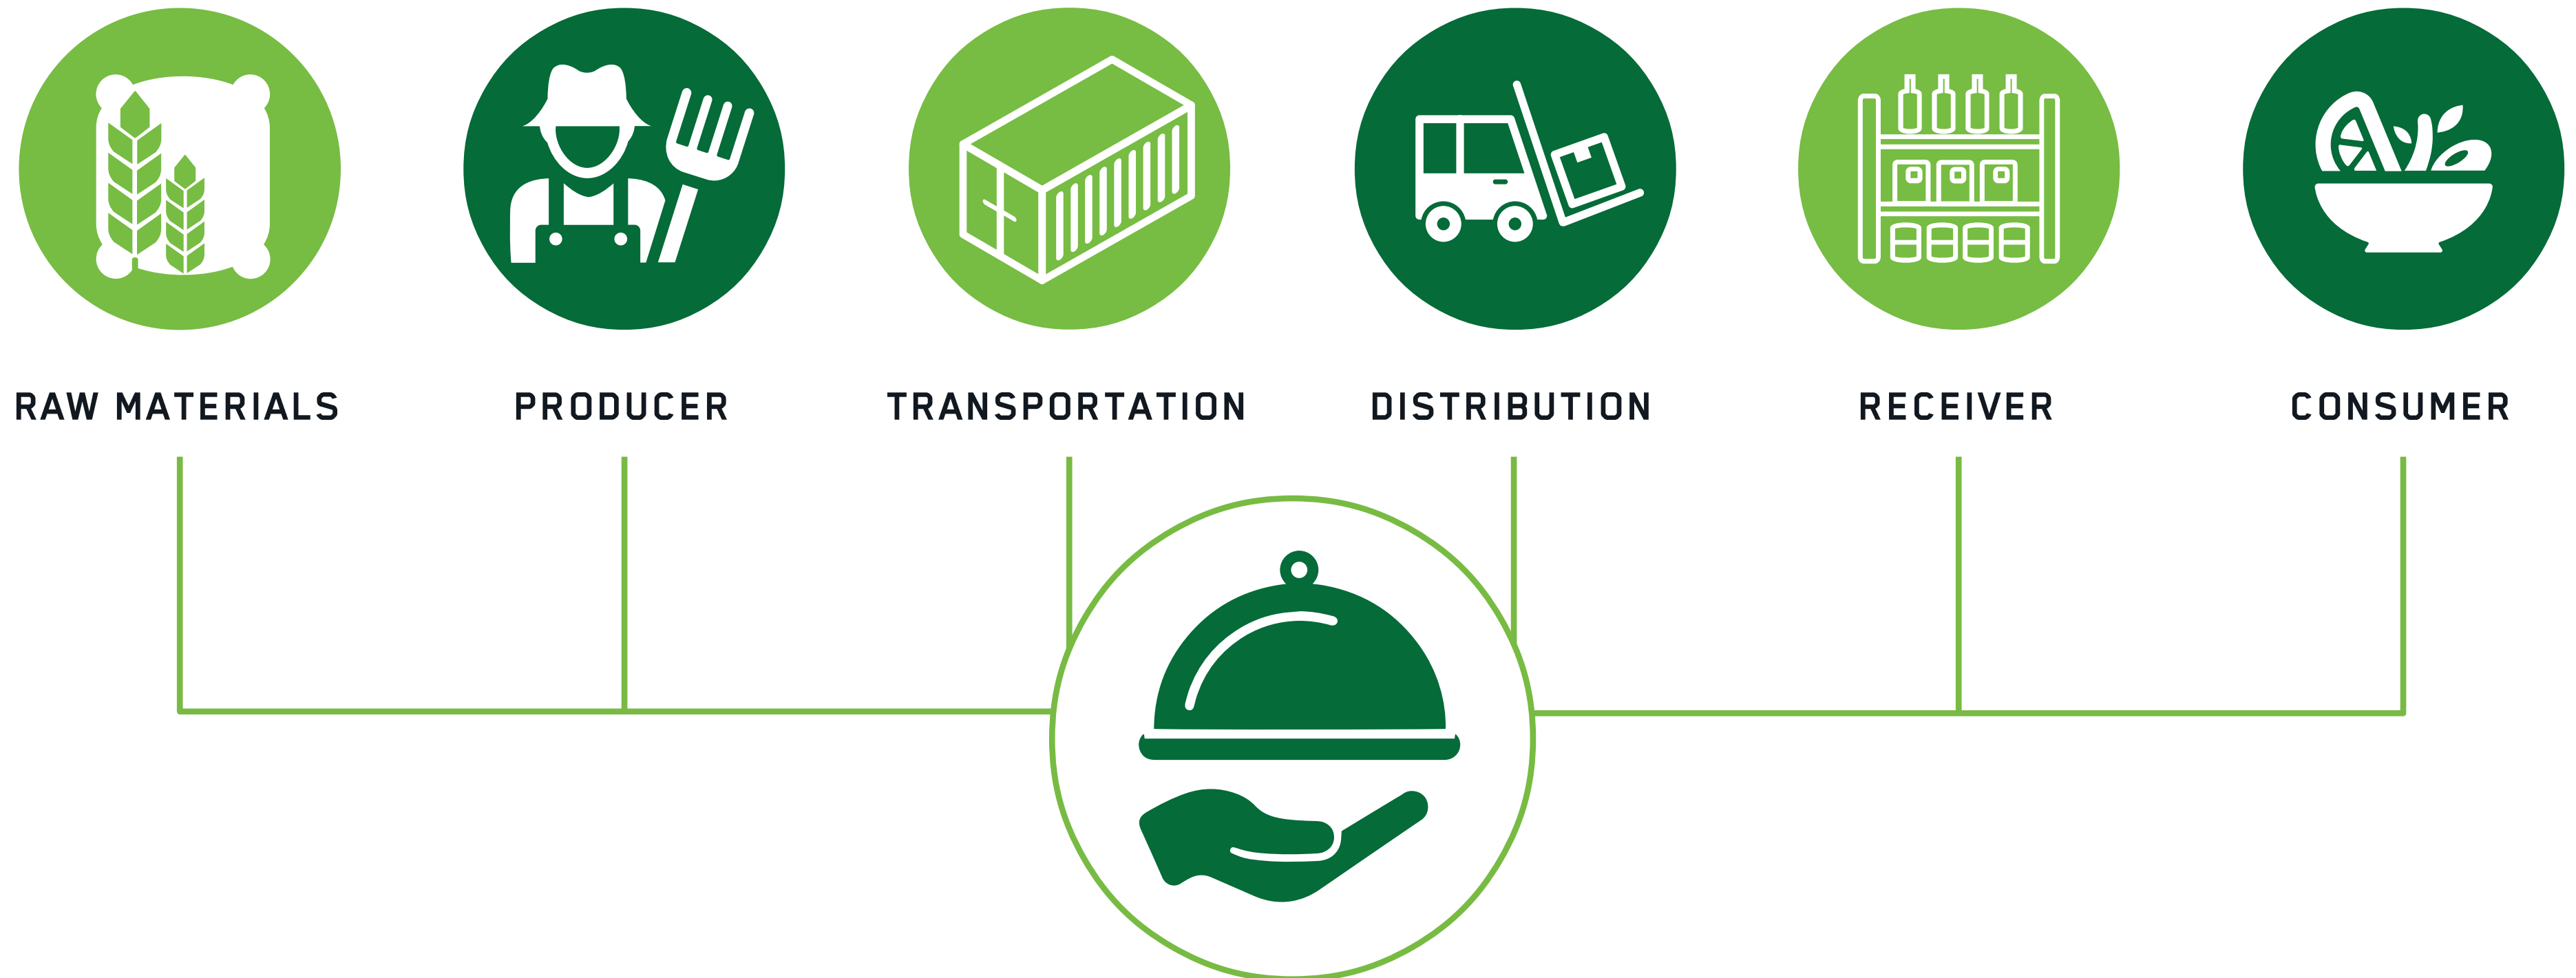 RAW MATERIALS
PRODUCER
TRANSPORTATION
DISTRIBUTION
RECEIVER
CONSUMER